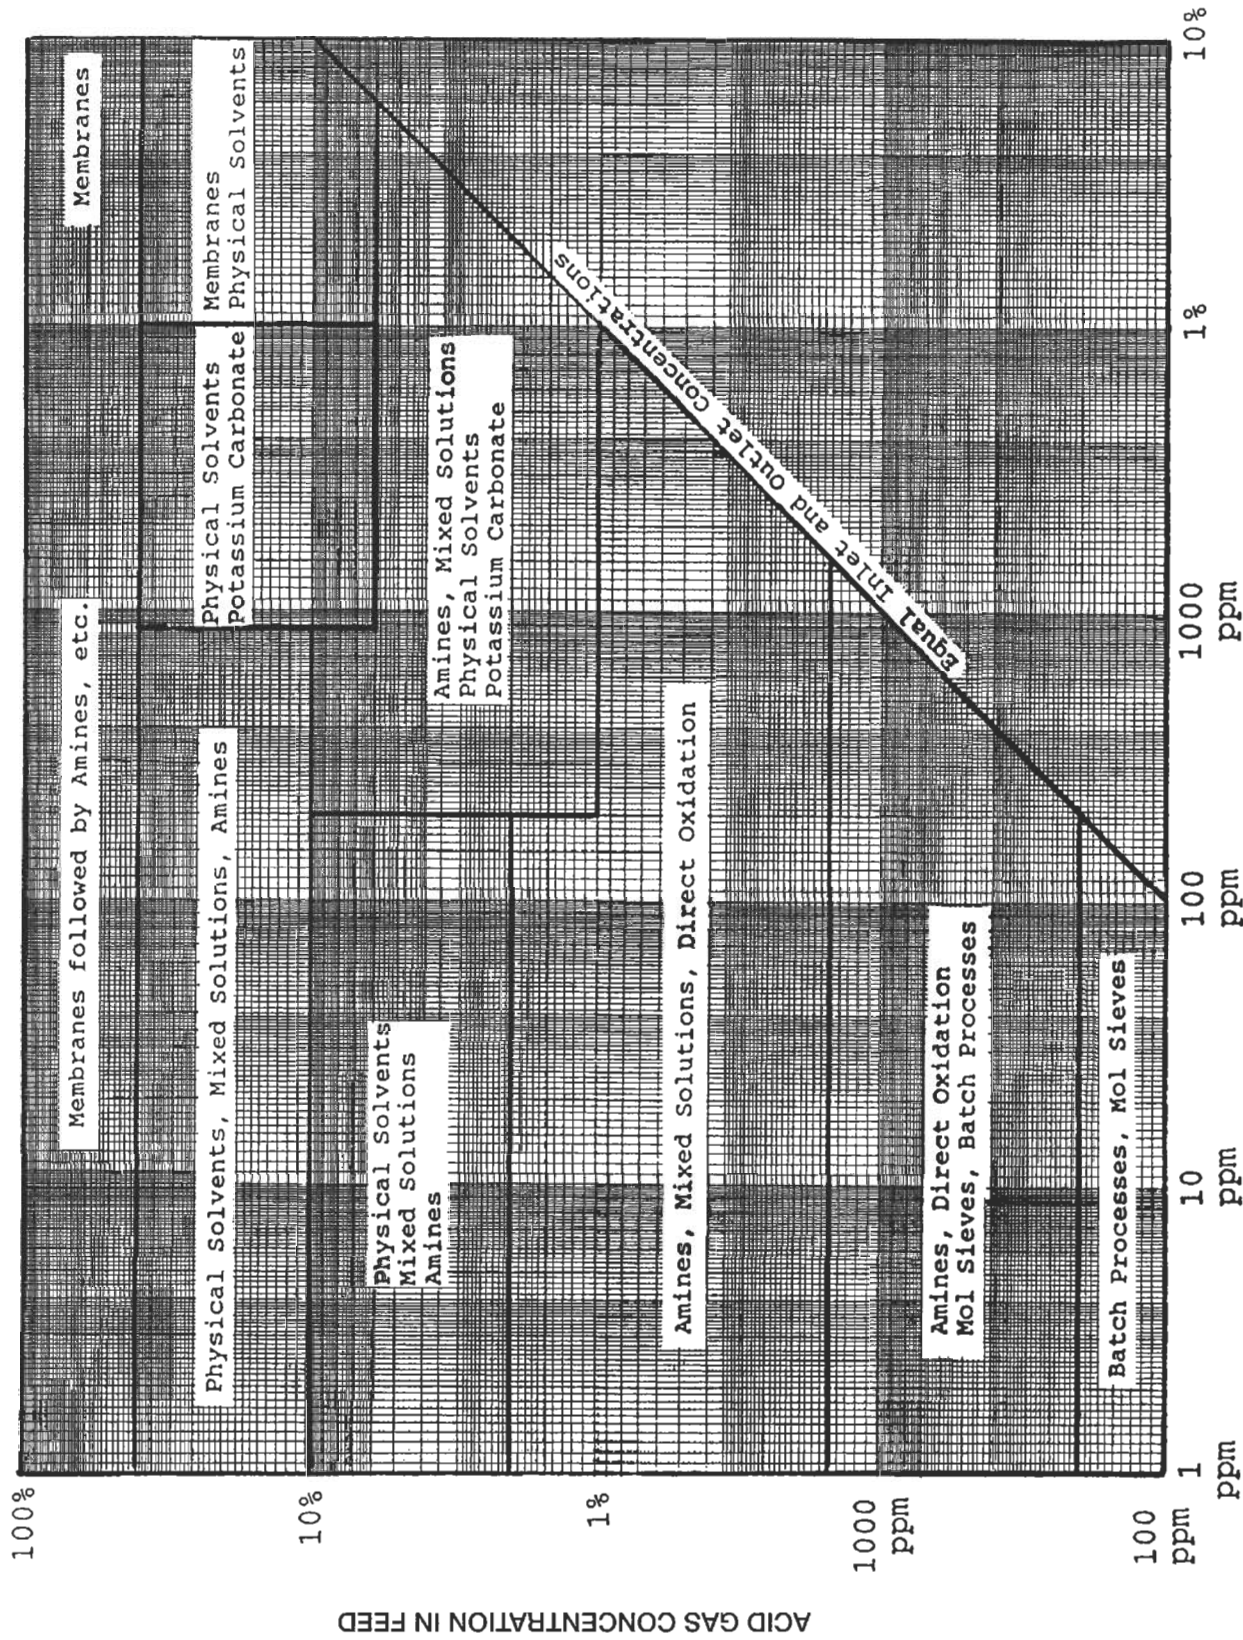 100%
10%
1%
1000
ppm
100
ppm
ACID GAS CONCENTRATION IN FEED
Membranes followed by Amines, etc.
Membranes
Physical Solvents, Mixed Solutions, Amines
Physical Solvents
Potassium Carbonate
Membranes
Physical Solvents
Physical Solvents
Mixed Solutions
Amines
Amines, Mixed Solutions
Physical Solvents
Potassium Carbonate
Amines, Mixed Solutions, Direct Oxidation
Equal Inlet and Outlet concentrations
Amines, Direct Oxidation
Mol Sieves, Batch Processes
Batch Processes, Mol Sieves
1
ppm
10
ppm
100
ppm
1000
ppm
1%
10%